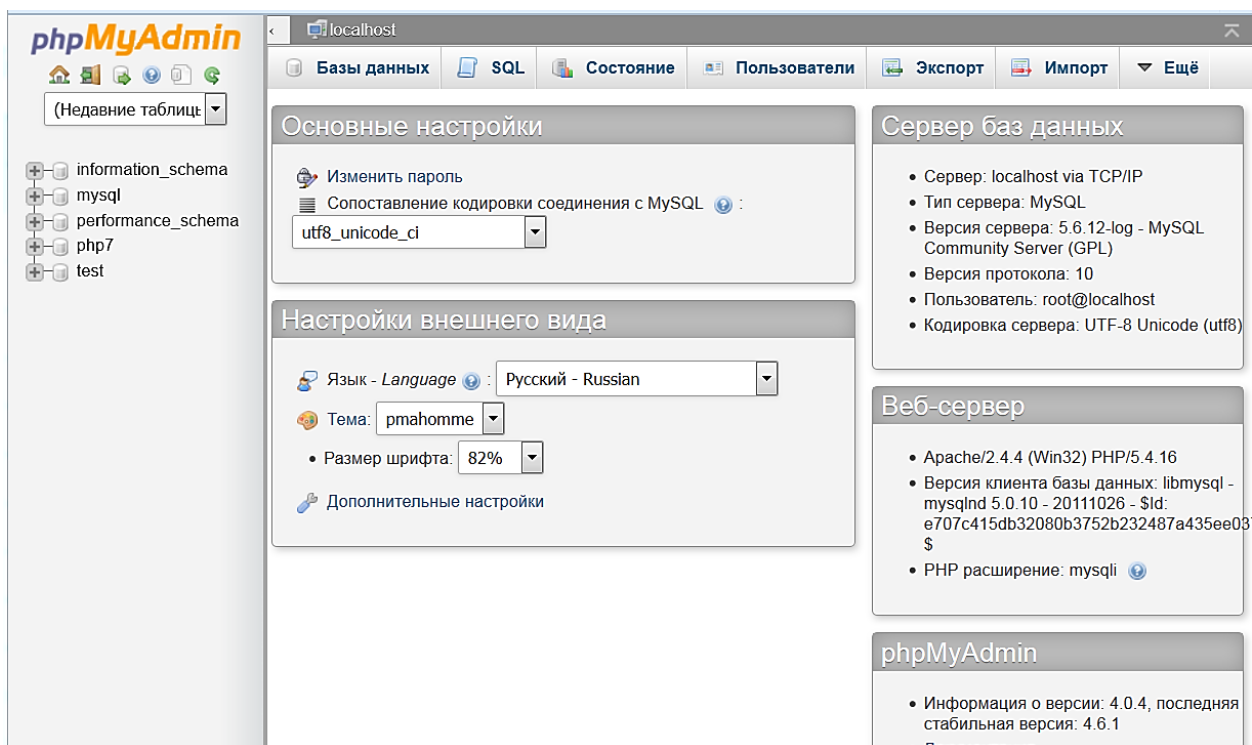 phpMyAdmin
(Недавние таблиць
information_schema
mysql
performance_schema
php7
test
localhost
Базы данных
SQL
Состояние
Пользователи
Экспорт
Импорт
Ещё
Основные настройки
Изменить пароль
Сопоставление кодировки соединения с MySQL :
utf8_unicode_ci
Настройки внешнего вида
Язык - Language : Русский - Russian
Тема: pmahomme
• Размер шрифта: 82%
Дополнительные настройки
Сервер баз данных
• Сервер: localhost via TCP/IP
• Тип сервера: MySQL
• Версия сервера: 5.6.12-log - MySQL
Community Server (GPL)
• Версия протокола: 10
• Пользователь: root@localhost
• Кодировка сервера: UTF-8 Unicode (utf8)
Веб-сервер
• Apache/2.4.4 (Win32) PHP/5.4.16
• Версия клиента базы данных: libmysql -
mysqlnd 5.0.10 - 20111026 - $Id:
e707c415db32080b3752b232487a435ee03
$
• PHP расширение: mysqli
phpMyAdmin
• Информация о версии: 4.0.4, последняя
стабильная версия: 4.6.1